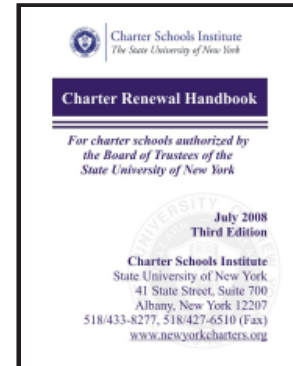 Charter Schools Institute
The State University of New York
Charter Renewal Handbook
For charter schools authorized by
the Board of Trustees of the
State University of New York
July 2008
Third Edition
Charter Schools Institute
State University of New York
41 State Street, Suite 700
Albany, New York 12207
518/433-8277, 518/427-6510 (Fax)
www.newyorkcharters.org